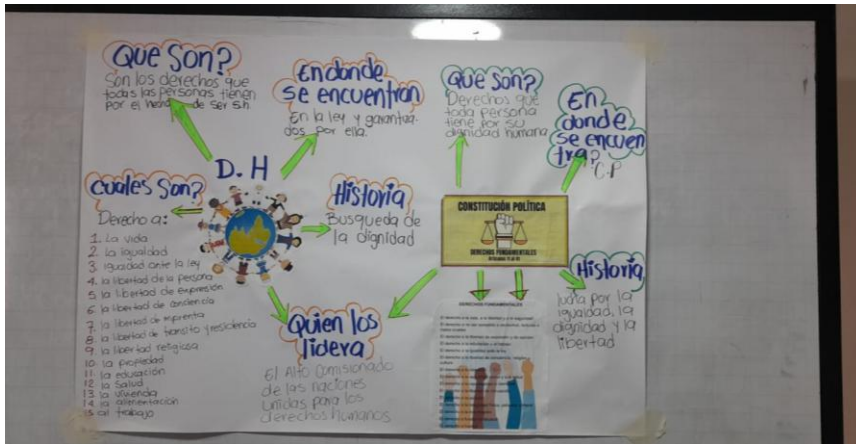 QUE SON?
Son los derechos que
todas las personas tienen
por el hecho de ser s.h
En donde
se encuentran
En la ley y garantiza-
dos por ella.
D.H
Cuales Son?
Derecho a:
1. La vida
2. la igualdad
3. igualdad ante la ley
4. la libertad de la persona
5 la libertad de expresión
6. la libertad de conciencia
7. la libertad de imprenta
8. la libertad de transito y residencia
9 la libertad religiosa
10. la propiedad
11. la educación
12 la Salud
13 la vivienda
14 la alimentación
15 al trabajo
Historia
Busqueda de
la dignidad
Quien los
lidera
El Alto Comisionado
de las naciones
unidas para los
derechos humanos
QUE SON?
Derechos que
toda persona
tiene por su
dignidad humana
En
donde
se encuen
tra?
C.P
CONSTITUCIÓN POLÍTICA
DERECHOS FUNDAMENTALES
Historia
lucha por la
igualdad, la
dignidad y la
libertad
DERECHOS FUNDAMENTALES